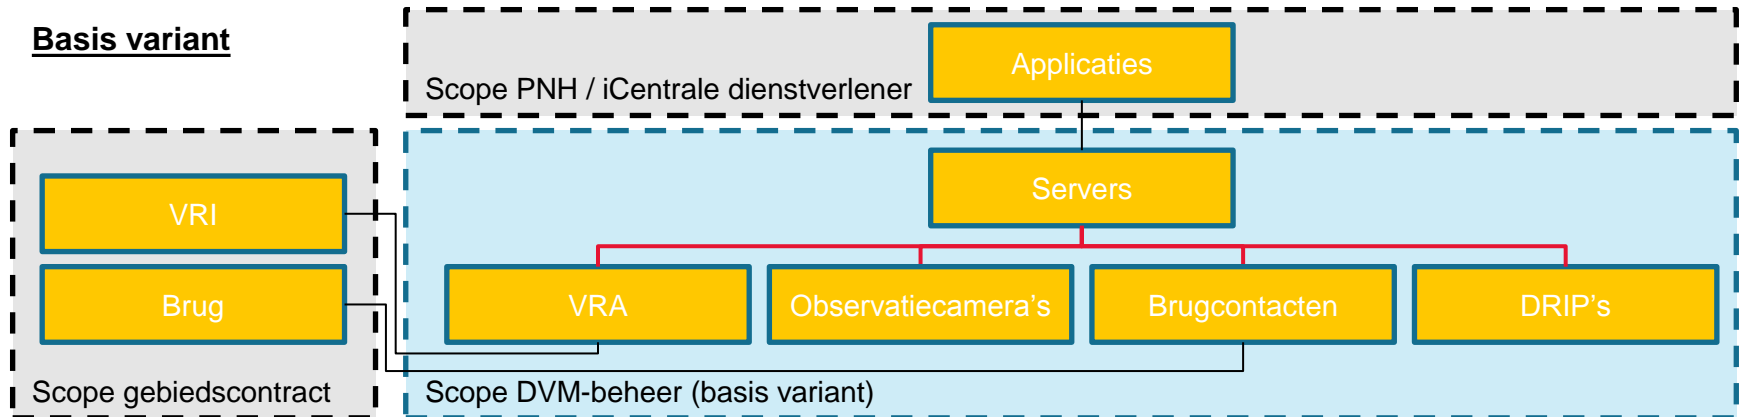 Basis variant
Applicaties
Scope PNH / iCentrale dienstverlener
Servers
VRI
Brug
VRA
Observatiecamera's
Brugcontacten
DRIP's
Scope gebiedscontract
Scope DVM-beheer (basis variant)